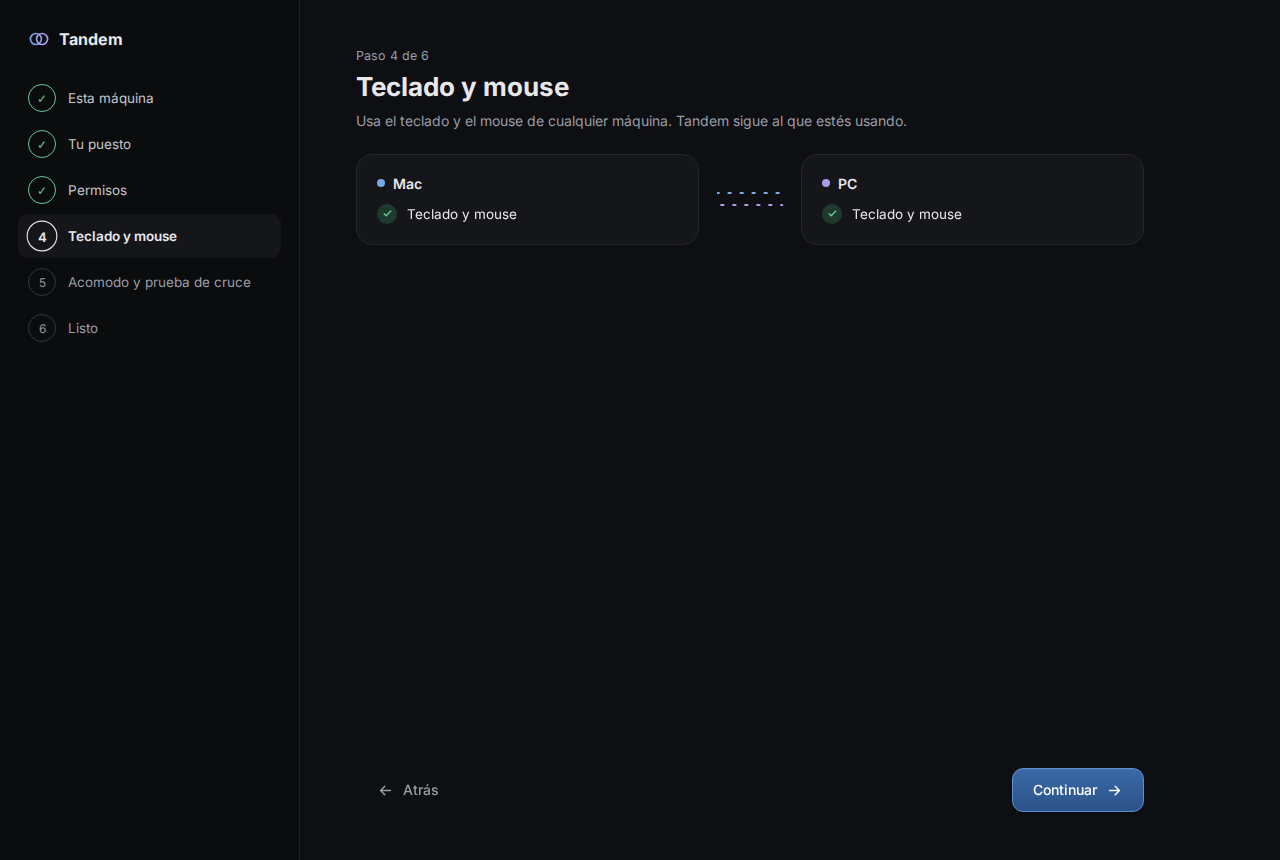 Tandem
Esta máquina
Tu puesto
Permisos
4 Teclado y mouse
5 Acomodo y prueba de cruce
6 Listo
Paso 4 de 6
Teclado y mouse
Usa el teclado y el mouse de cualquier máquina. Tandem sigue al que estés usando.
Mac
Teclado y mouse
PC
Teclado y mouse
Atrás
Continuar